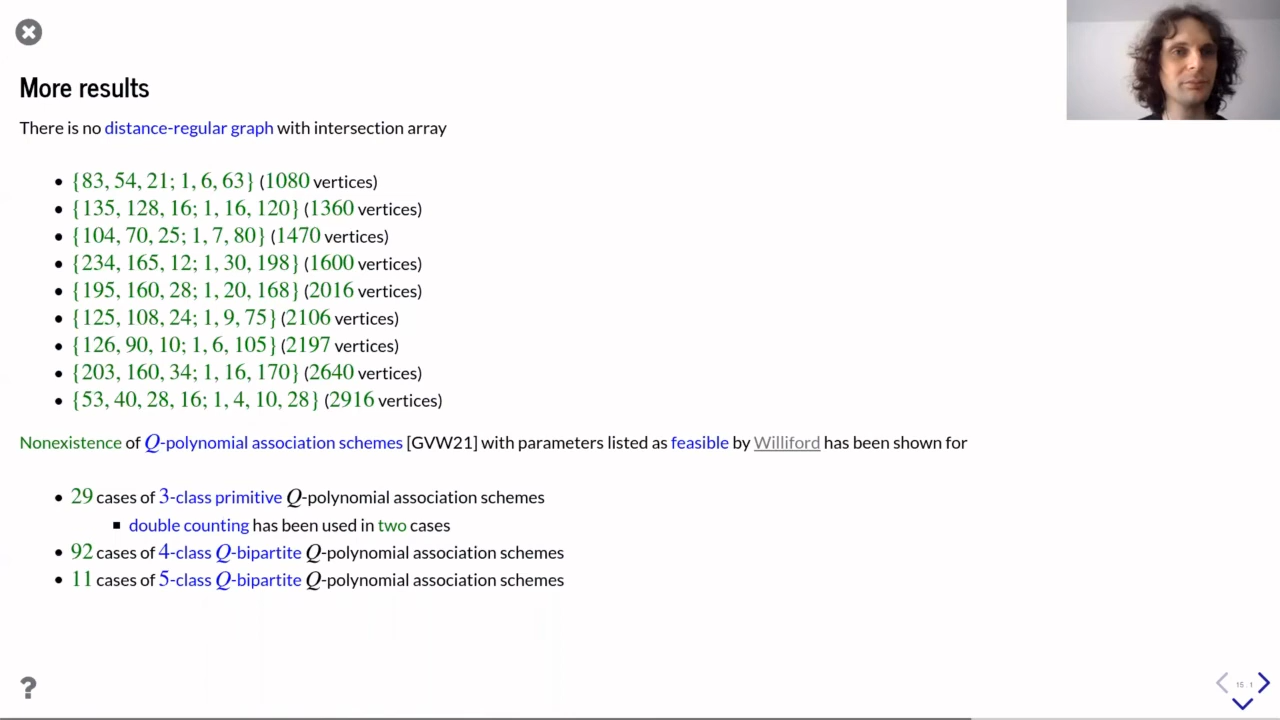 More results
There is no distance-regular graph with intersection array
• {83, 54, 21; 1, 6, 63} (1080 vertices)
• {135, 128, 16; 1, 16, 120} (1360 vertices)
• {104, 70, 25; 1, 7, 80} (1470 vertices)
• {234, 165, 12; 1, 30, 198} (1600 vertices)
• {195, 160, 28; 1, 20, 168} (2016 vertices)
• {125, 108, 24; 1, 9, 75} (2106 vertices)
• {126, 90, 10; 1, 6, 105} (2197 vertices)
• {203, 160, 34; 1, 16, 170} (2640 vertices)
• {53, 40, 28, 16; 1, 4, 10, 28} (2916 vertices)
Nonexistence of Q-polynomial association schemes [GVW21] with parameters listed as feasible by Williford has been shown for
• 29 cases of 3-class primitive Q-polynomial association schemes
▪ double counting has been used in two cases
• 92 cases of 4-class Q-bipartite Q-polynomial association schemes
• 11 cases of 5-class Q-bipartite Q-polynomial association schemes
?
15.1